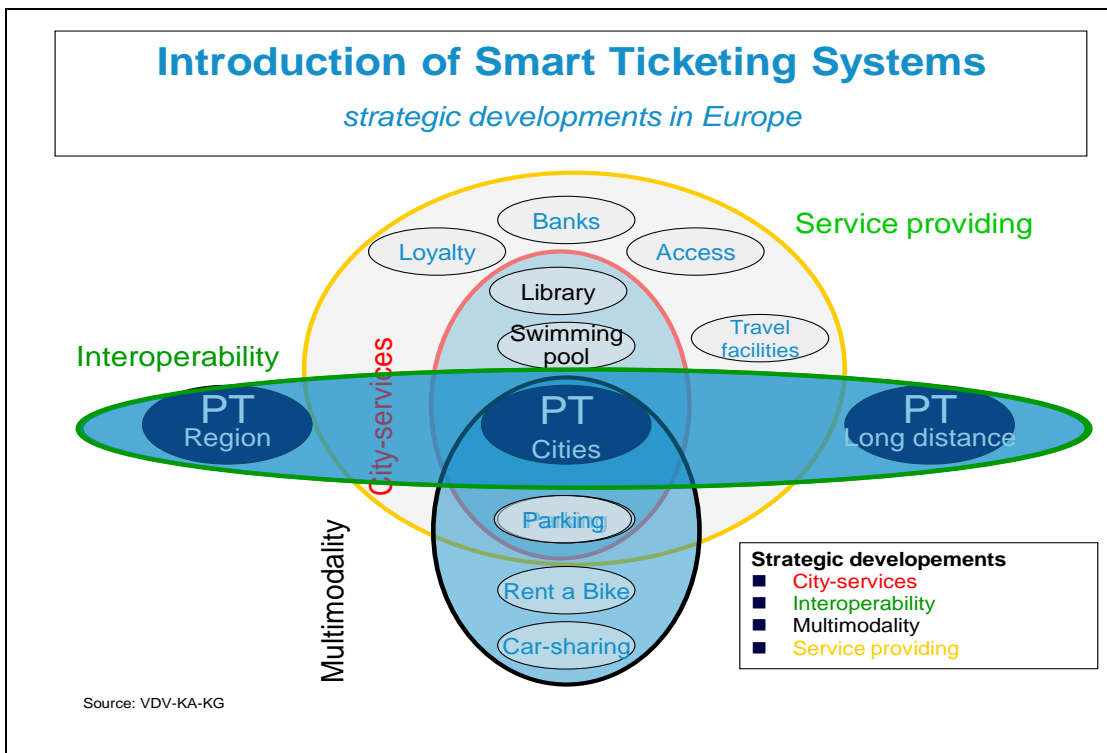 Introduction of Smart Ticketing Systems
strategic developments in Europe
Banks
Service providing
Loyalty
Access
Library
Swimming
pool
Travel
facilities
Interoperability
City-services
PT
Region
PT
Cities
PT
Long distance
Parking
Multimodality
Rent a Bike
Car-sharing
Strategic developements
City-services
Interoperability
Multimodality
Service providing
Source: VDV-KA-KG